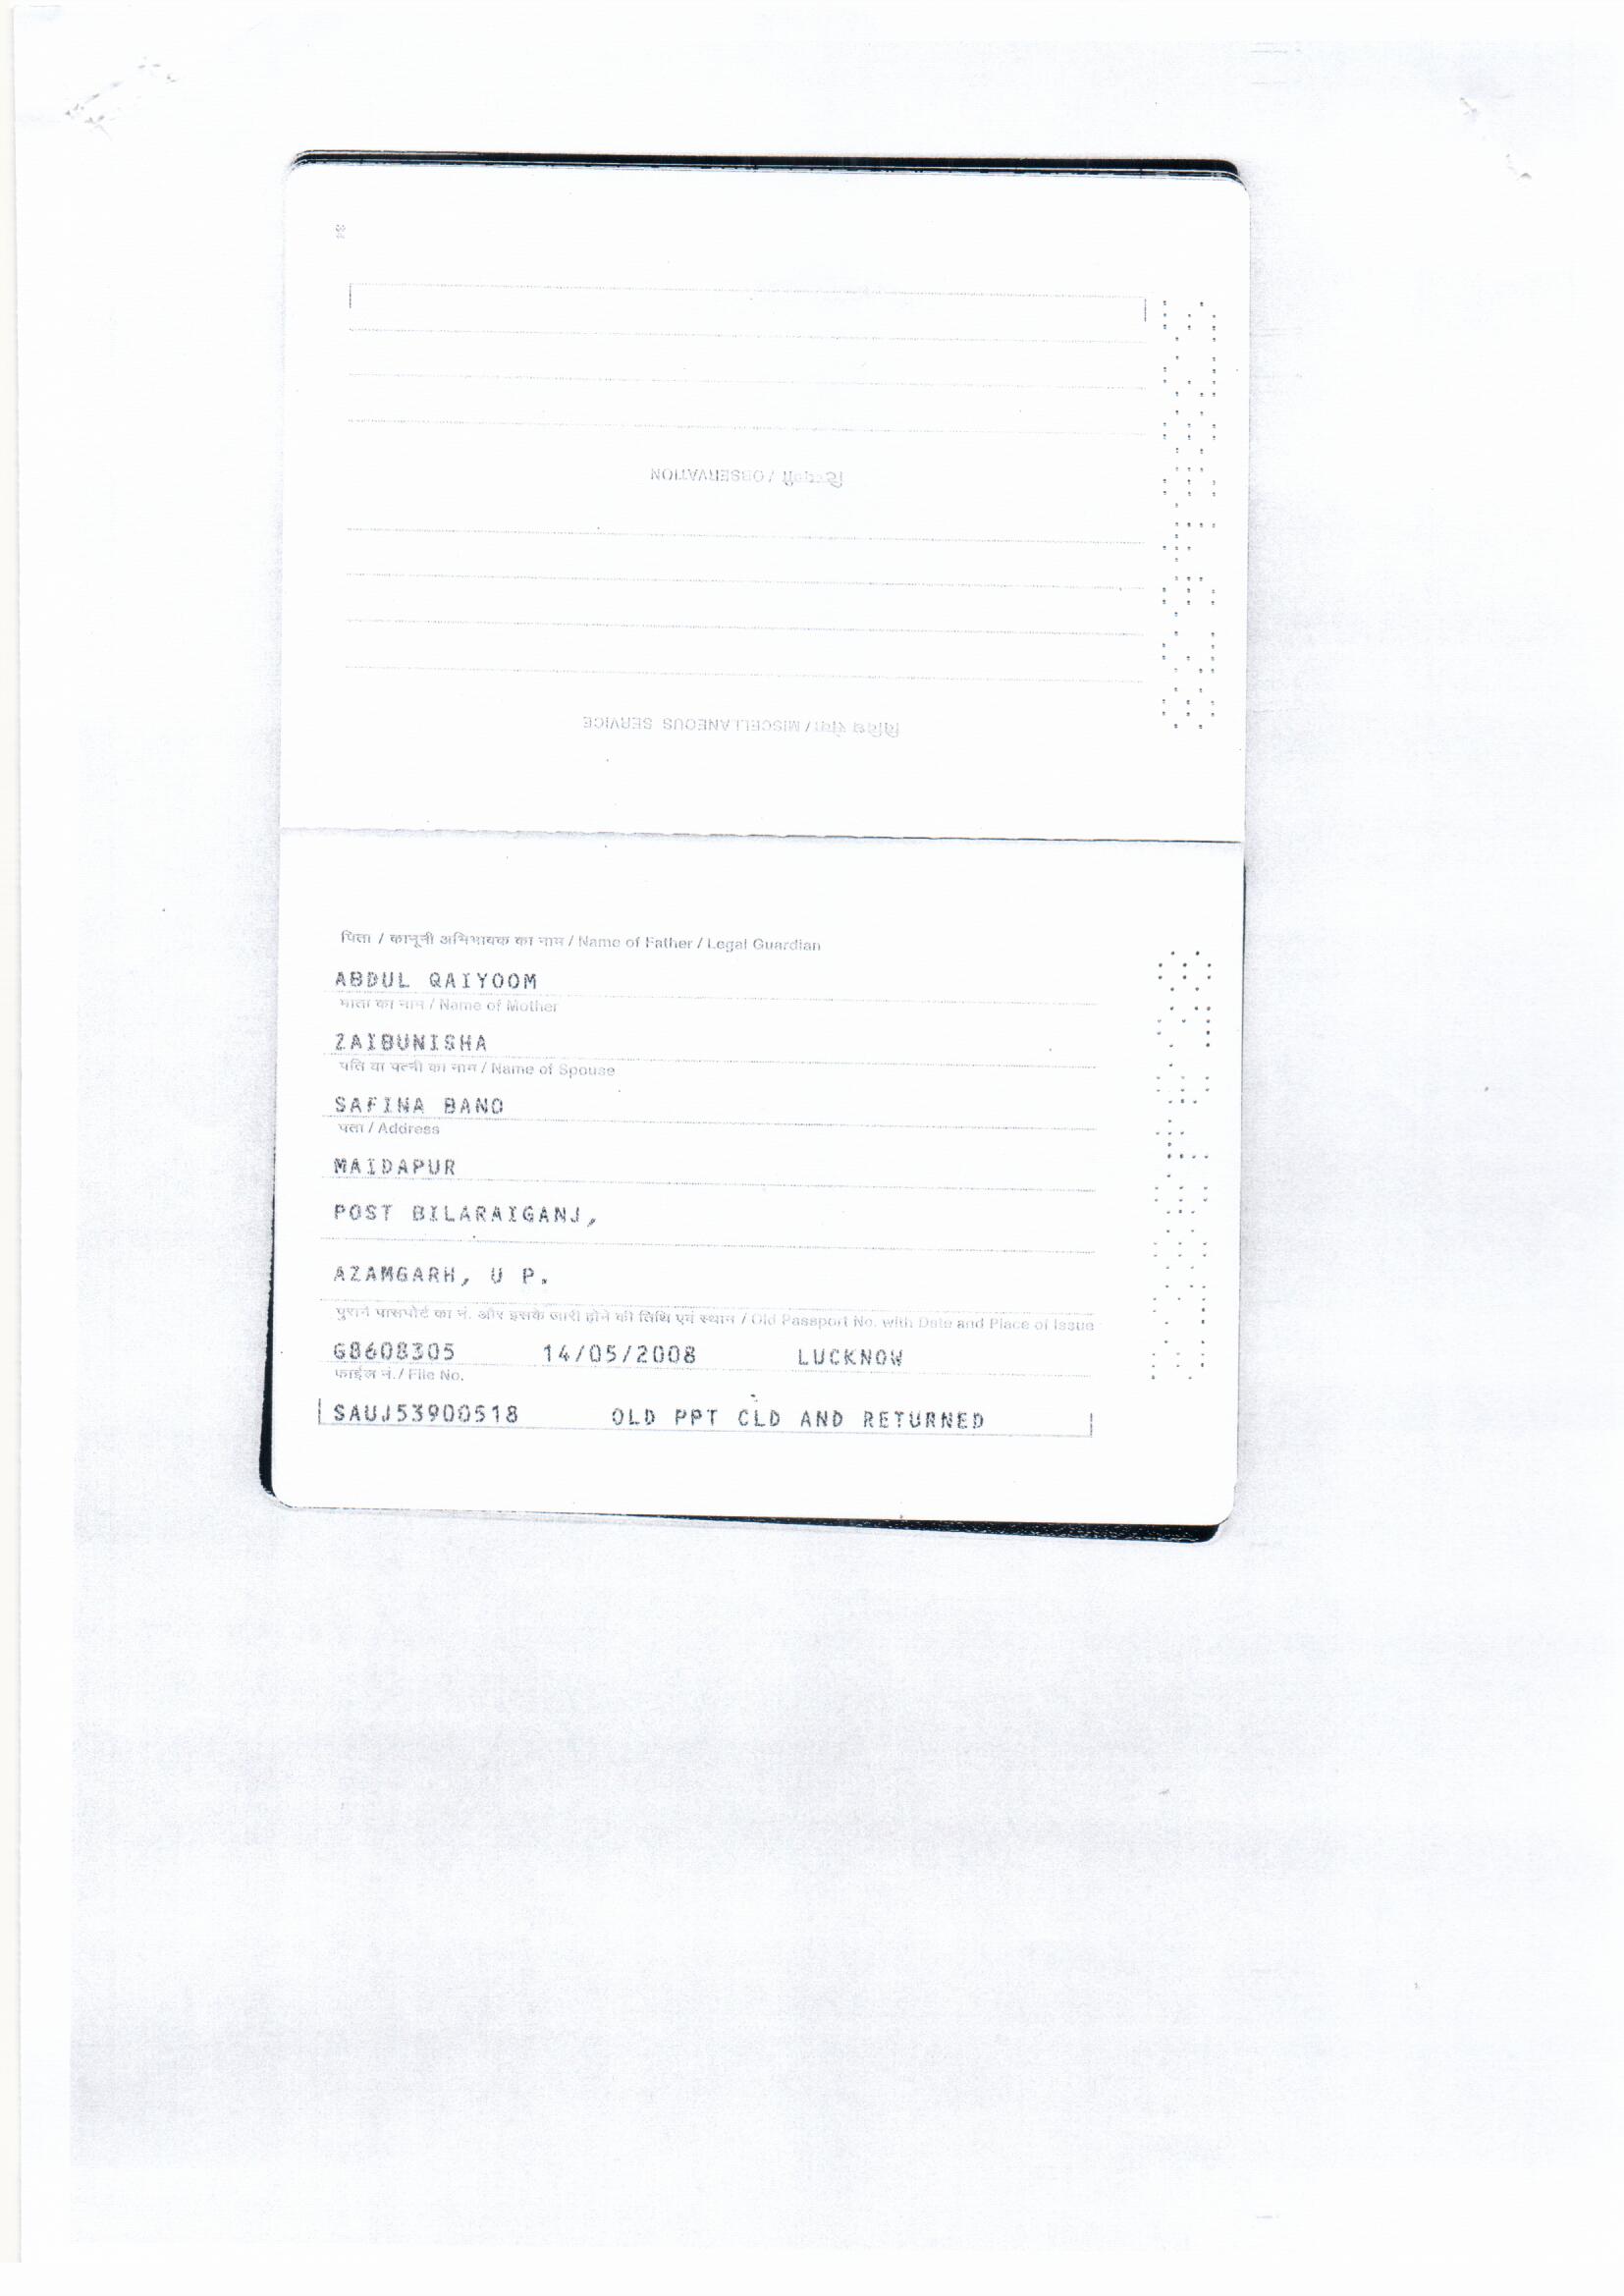 34
टिप्पणी / OBSERVATION
विविध सेवा / MISCELLANEOUS SERVICE
पिता / कानूनी अभिभावक का नाम / Name of Father / Legal Guardian
ABDUL QAIYOOM
माता का नाम / Name of Mother
ZAIBUNISHA
पति या पत्नी का नाम / Name of Spouse
SAFINA BANO
पता / Address
MAIDAPUR
POST BILARAIGANJ,
AZAMGARH, U P.
पुराने पासपोर्ट का नं. और इसके जारी होने की तिथि एवं स्थान / Old Passport No. with Date and Place of Issue
G8608305 14/05/2008 LUCKNOW
फाईल नं./ File No.
SAUJ53900518 OLD PPT CLD AND RETURNED